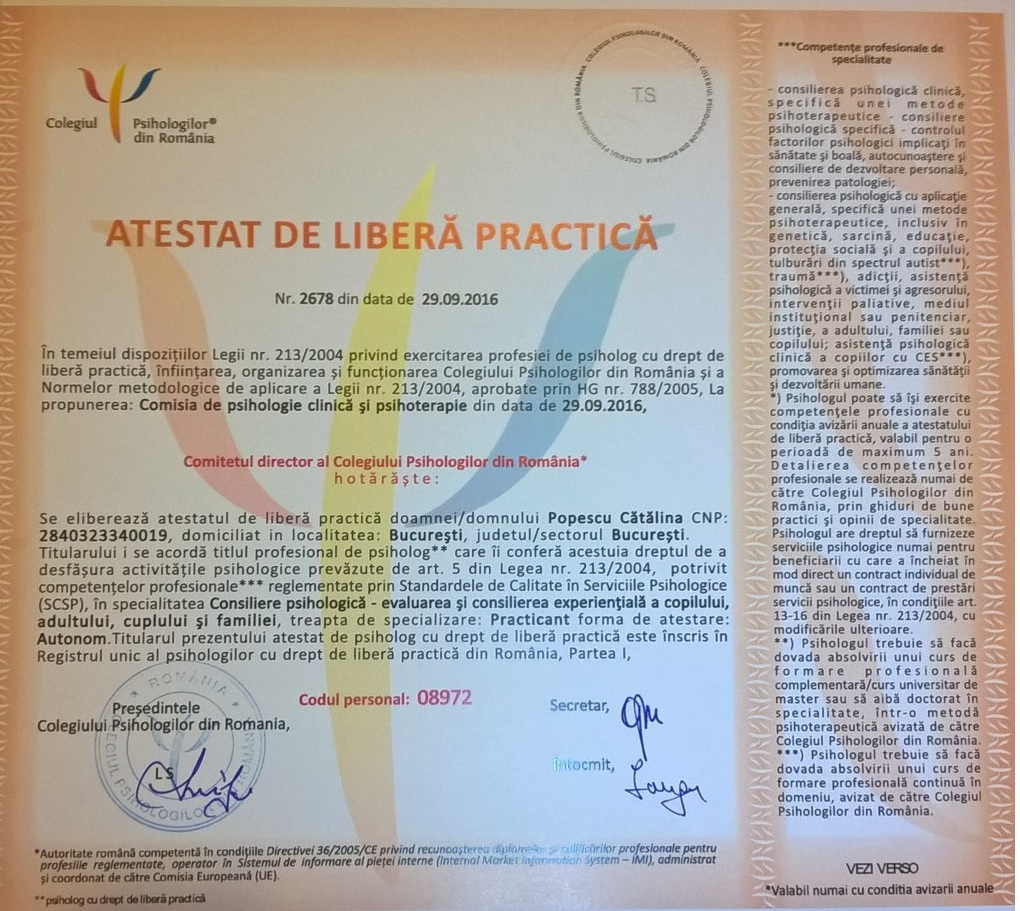 Colegiul Psihologilor®
din România
COLEGIUL PSIHOLOGILOR DIN ROMÂNIA
T.S.
ATESTAT DE LIBERĂ PRACTICĂ
Nr. 2678 din data de 29.09.2016
În temeiul dispozițiilor Legii nr. 213/2004 privind exercitarea profesiei de psiholog cu drept de
liberă practică, înființarea, organizarea și funcționarea Colegiului Psihologilor din România și a
Normelor metodologice de aplicare a Legii nr. 213/2004, aprobate prin HG nr. 788/2005, La
propunerea: Comisia de psihologie clinică și psihoterapie din data de 29.09.2016,
Comitetul director al Colegiului Psihologilor din România*
hotărăște:
Se eliberează atestatul de liberă practică doamnei/domnului Popescu Cătălina CNP:
2840323340019, domiciliat in localitatea: București, judetul/sectorul București.
Titularului i se acordă titlul profesional de psiholog** care îi conferă acestuia dreptul de a
desfășura activitățile psihologice prevăzute de art. 5 din Legea nr. 213/2004, potrivit
competențelor profesionale*** reglementate prin Standardele de Calitate în Serviciile Psihologice
(SCSP), în specialitatea Consiliere psihologică - evaluarea și consilierea experiențială a copilului,
adultului, cuplului și familiei, treapta de specializare: Practicant forma de atestare:
Autonom.Titularul prezentului atestat de psiholog cu drept de liberă practică este înscris în
Registrul unic al psihologilor cu drept de liberă practică din România, Partea I,
Codul personal: 08972
Președintele
Colegiului Psihologilor din Romania,
ROMÂNIA
LS
Secretar,
Întocmit,
*Autoritate română competentă în condițiile Directivei 36/2005/CE privind recunoașterea diplomelor și calificărilor profesionale pentru
profesiile reglementate, operator în Sistemul de informare al pieței interne (Internal Market Information System – IMI), administrat
și coordonat de către Comisia Europeană (UE).
**psiholog cu drept de liberă practică
***Competențe profesionale de
specialitate
- consilierea psihologică clinică,
specifică unei metode
psihoterapeutice - consiliere
psihologică specifică - controlul
factorilor psihologici implicați în
sănătate și boală, autocunoaștere și
consiliere de dezvoltare personală,
prevenirea patologiei;
- consilierea psihologică cu aplicație
generală, specifică unei metode
psihoterapeutice, inclusiv în
genetică, sarcină, educație,
protecția socială și a copilului,
tulburări din spectrul autist***),
traumă***), adicții, asistență
psihologică a victimei și agresorului,
intervenții paliative, mediul
instituțional sau penitenciar,
justiție, a adultului, familiei sau
copilului; asistență psihologică
clinică a copiilor cu CES***),
promovarea și optimizarea sănătății
și dezvoltării umane.
*) Psihologul poate să își exercite
competențele profesionale cu
condiția avizării anuale a atestatului
de liberă practică, valabil pentru o
perioadă de maximum 5 ani.
Detalierea competențelor
profesionale se realizează numai de
către Colegiul Psihologilor din
România, prin ghiduri de bune
practici și opinii de specialitate.
Psihologul are dreptul să furnizeze
serviciile psihologice numai pentru
beneficiarii cu care a încheiat în
mod direct un contract individual de
muncă sau un contract de prestări
servicii psihologice, în condițiile art.
13-16 din Legea nr. 213/2004, cu
modificările ulterioare.
**) Psihologul trebuie să facă
dovada absolvirii unui curs de
formare profesională
complementară/curs universitar de
master sau să aibă doctorat în
specialitate, într-o metodă
psihoterapeutică avizată de către
Colegiul Psihologilor din România.
***) Psihologul trebuie să facă
dovada absolvirii unui curs de
formare profesională continuă în
domeniu, avizat de către Colegiul
Psihologilor din România.
VEZI VERSO
*Valabil numai cu conditia avizarii anuale